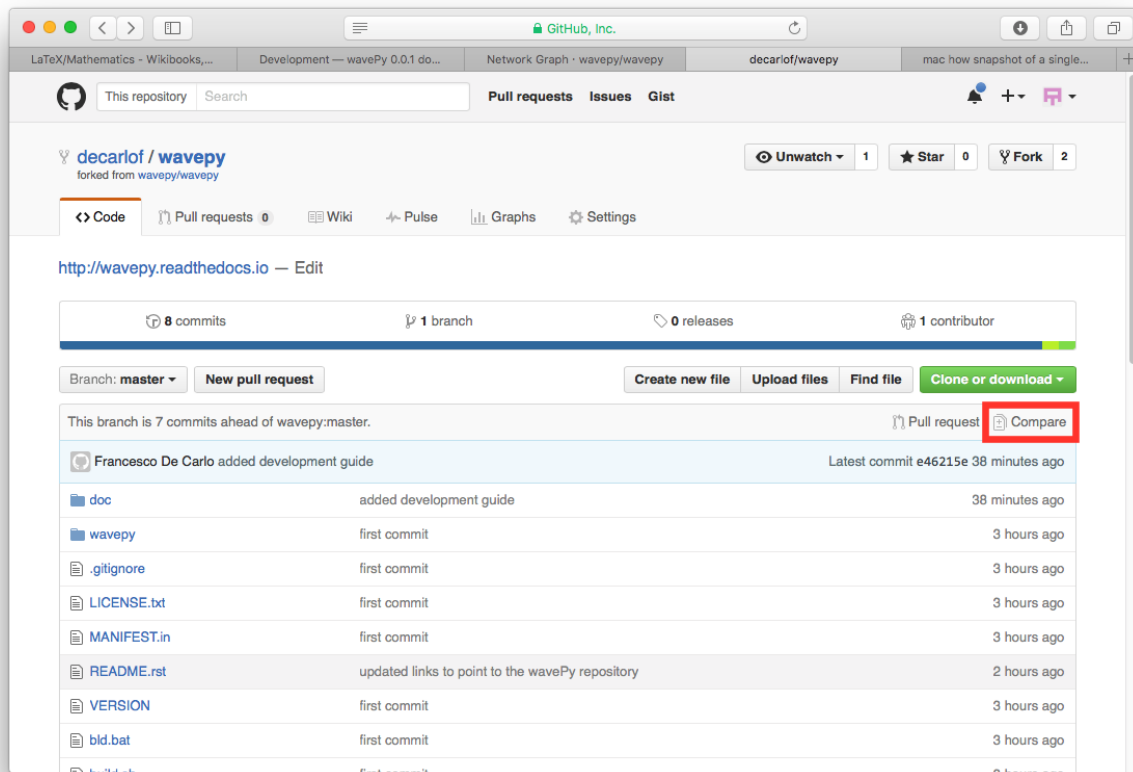 GitHub, Inc.
LaTeX/Mathematics - Wikibooks,... Development — wavePy 0.0.1 do... Network Graph · wavepy/wavepy decarlof/wavepy mac how snapshot of a single...
This repository Search Pull requests Issues Gist
decarlof / wavepy Unwatch 1 Star 0 Fork 2
forked from wavepy/wavepy
Code Pull requests 0 Wiki Pulse Graphs Settings
http://wavepy.readthedocs.io — Edit
8 commits 1 branch 0 releases 1 contributor
Branch: master New pull request Create new file Upload files Find file Clone or download
This branch is 7 commits ahead of wavepy:master. Pull request Compare
Francesco De Carlo added development guide Latest commit e46215e 38 minutes ago
doc added development guide 38 minutes ago
wavepy first commit 3 hours ago
.gitignore first commit 3 hours ago
LICENSE.txt first commit 3 hours ago
MANIFEST.in first commit 3 hours ago
README.rst updated links to point to the wavePy repository 2 hours ago
VERSION first commit 3 hours ago
bld.bat first commit 3 hours ago